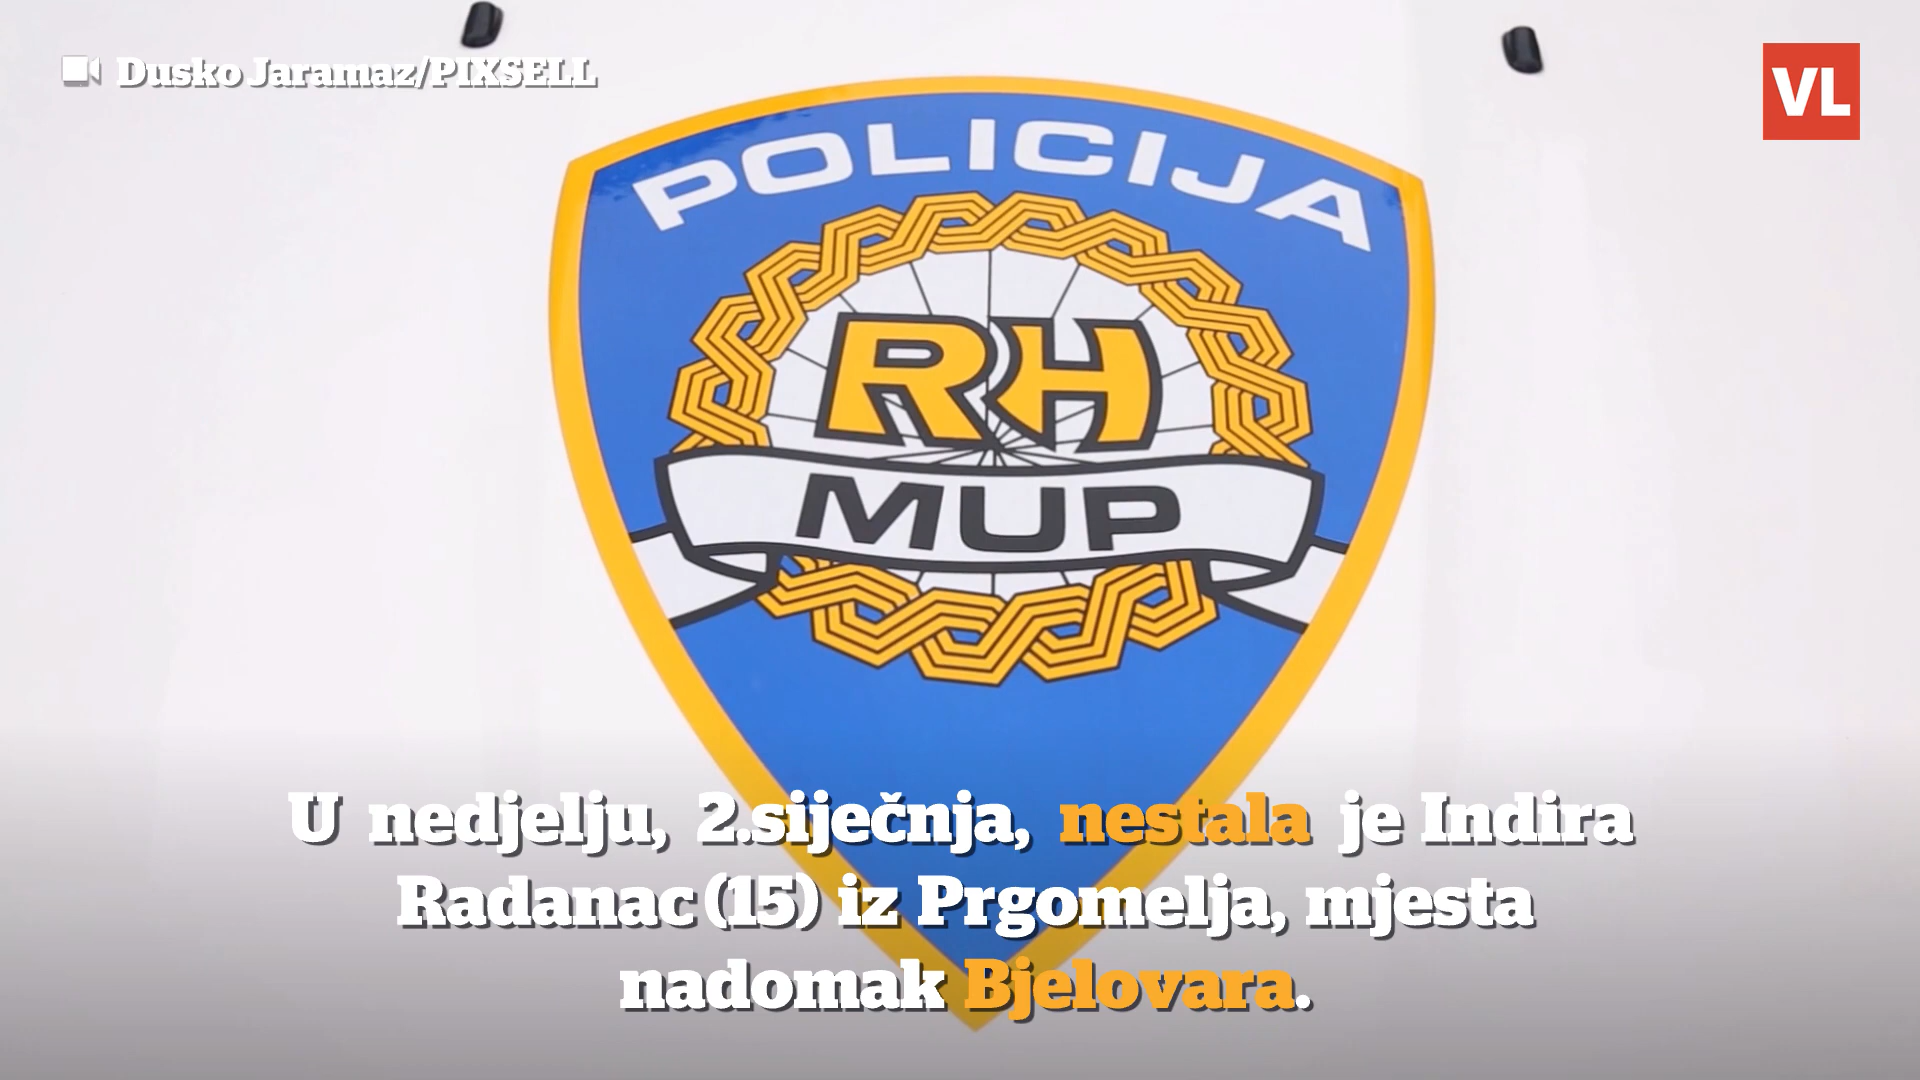 Dusko Jaramaz/PIXSELL
VL
POLICIJA
RH
MUP
U nedjelju, 2.siječnja, nestala je Indira
Radanac (15) iz Prgomelja, mjesta
nadomak Bjelovara.